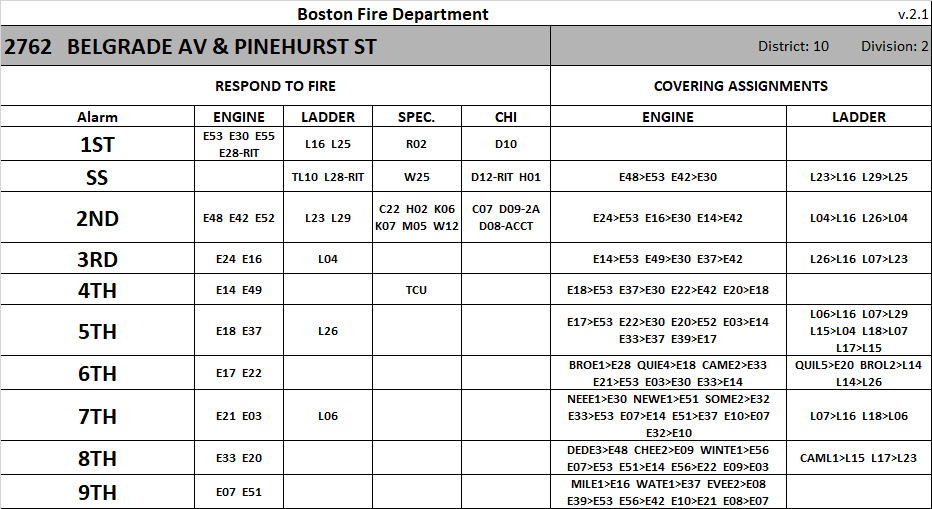 Boston Fire Department v.2.1
2762 BELGRADE AV & PINEHURST ST District: 10 Division: 2
RESPOND TO FIRE COVERING ASSIGNMENTS
Alarm ENGINE LADDER SPEC. CHI ENGINE LADDER
1ST E53 E30 E55 E28-RIT L16 L25 R02 D10
SS TL10 L28-RIT W25 D12-RIT H01 E48>E53 E42>E30 L23>L16 L29>L25
2ND E48 E42 E52 L23 L29 C22 H02 K06 K07 M05 W12 C07 D09-2A D08-ACCT E24>E53 E16>E30 E14>E42 L04>L16 L26>L04
3RD E24 E16 L04 E14>E53 E49>E30 E37>E42 L26>L16 L07>L23
4TH E14 E49 TCU E18>E53 E37>E30 E22>E42 E20>E18
5TH E18 E37 L26 E17>E53 E22>E30 E20>E52 E03>E14 E33>E37 E39>E17 L06>L16 L07>L29 L15>L04 L18>L07 L17>L15
6TH E17 E22 BROE1>E28 QUIE4>E18 CAME2>E33 E21>E53 E03>E30 E33>E14 QUIL5>E20 BROL2>L14 L14>L26
7TH E21 E03 L06 NEEE1>E30 NEWE1>E51 SOME2>E32 E33>E53 E07>E14 E51>E37 E10>E07 E32>E10 L07>L16 L18>L06
8TH E33 E20 DEDE3>E48 CHEE2>E09 WINTE1>E56 E07>E53 E51>E14 E56>E22 E09>E03 CAML1>L15 L17>L23
9TH E07 E51 MILE1>E16 WATE1>E37 EVEE2>E08 E39>E53 E56>E42 E10>E21 E08>E07